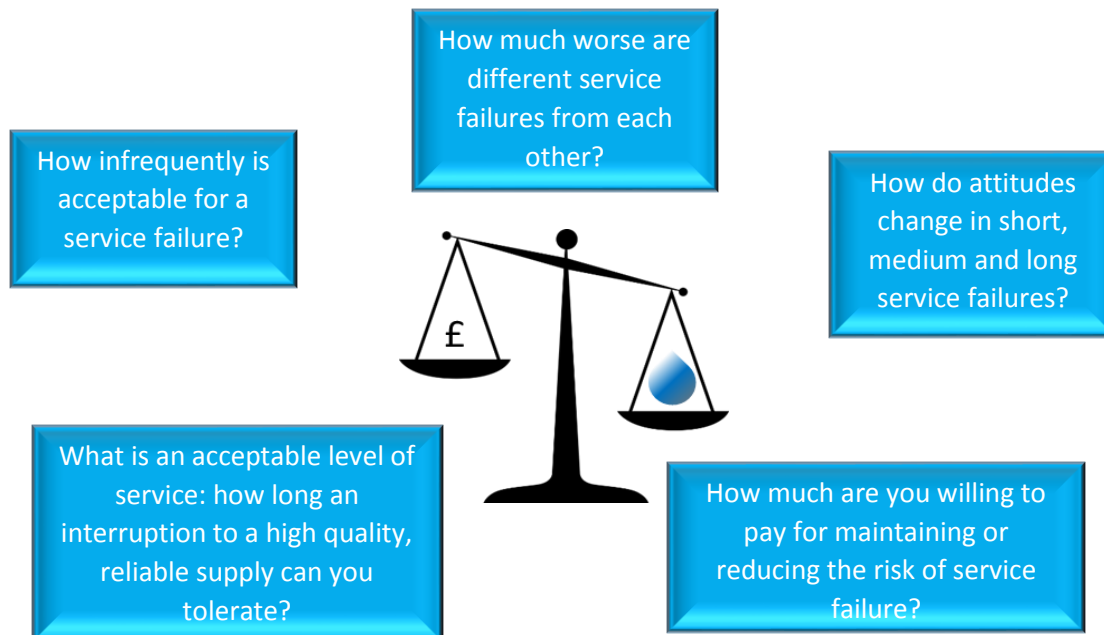 How much worse are
different service
failures from each
other?
How infrequently is
acceptable for a
service failure?
How do attitudes
change in short,
medium and long
service failures?
£
What is an acceptable level of
service: how long an
interruption to a high quality,
reliable supply can you
tolerate?
How much are you willing to
pay for maintaining or
reducing the risk of service
failure?